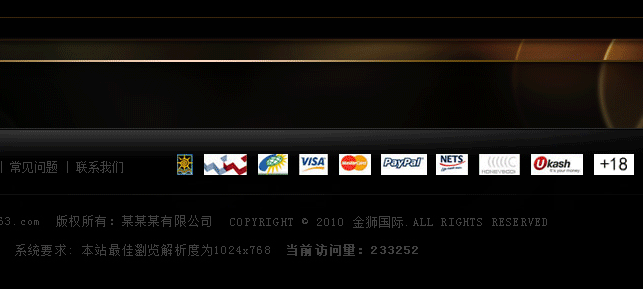 | 常见问题 | 联系我们
VISA MasterCard PayPal NETS HONEYBOOK Ukash It's your money +18
63.com 版权所有：某某某有限公司 COPYRIGHT © 2010 金狮国际.ALL RIGHTS RESERVED
系统要求: 本站最佳瀏览解析度为1024x768 当前访问量：233252